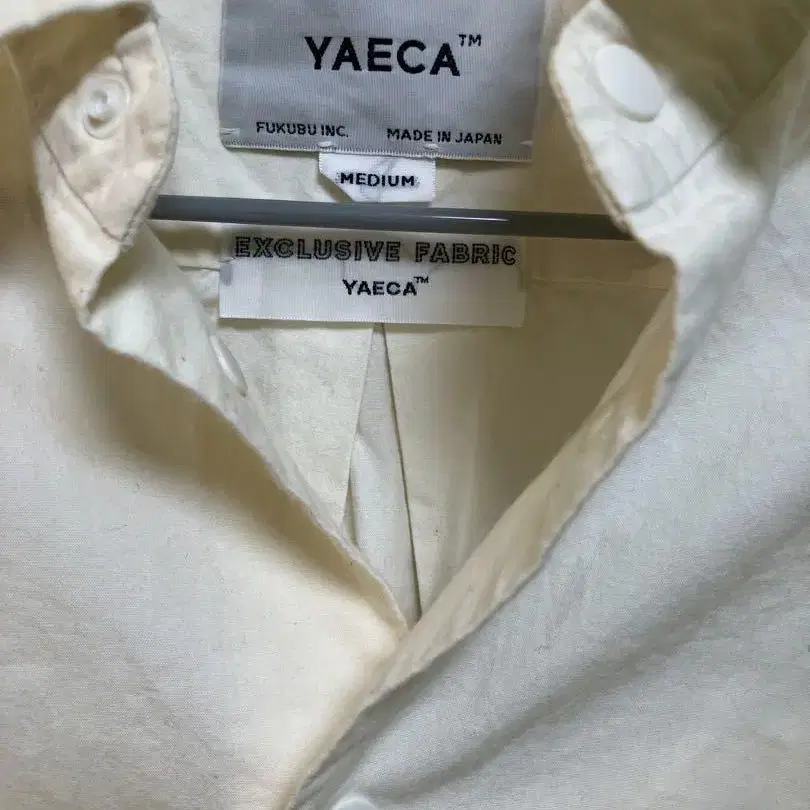 YAECA™
FUKUBU INC. MADE IN JAPAN
MEDIUM
EXCLUSIVE FABRIC
YAECA™